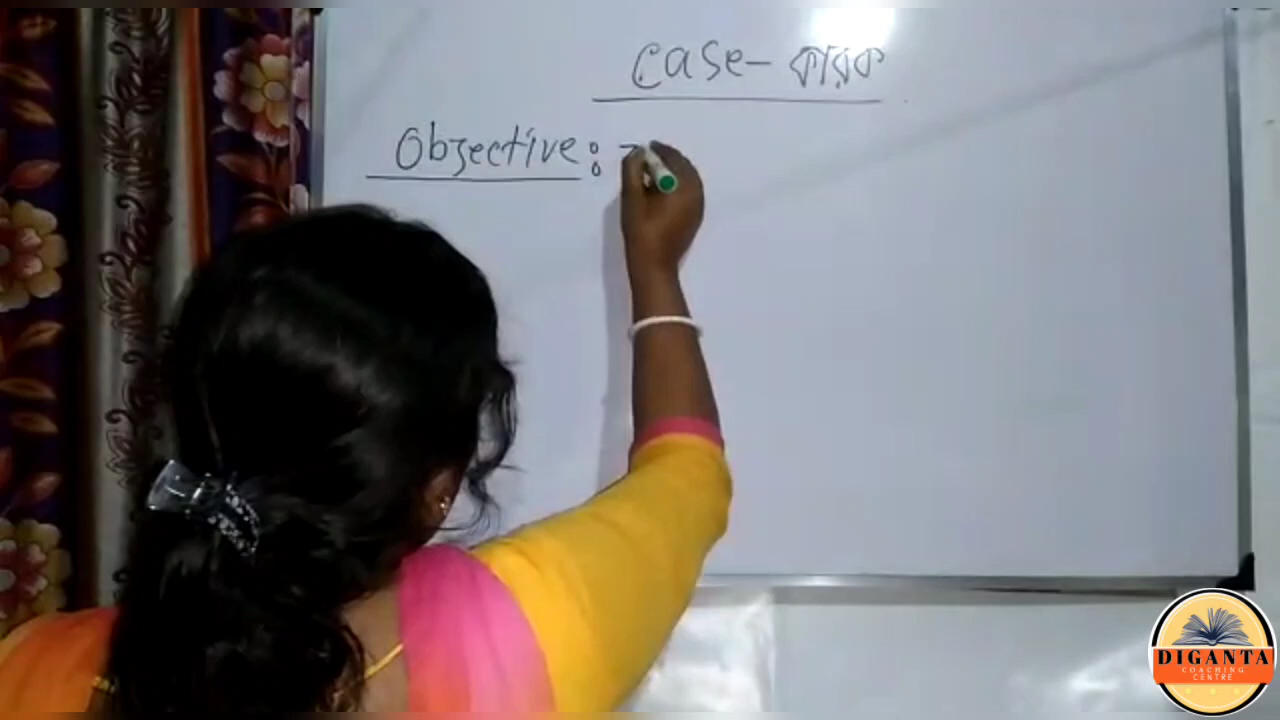 Case - কারক
Objective : -
DIGANTA
COACHING
CENTRE